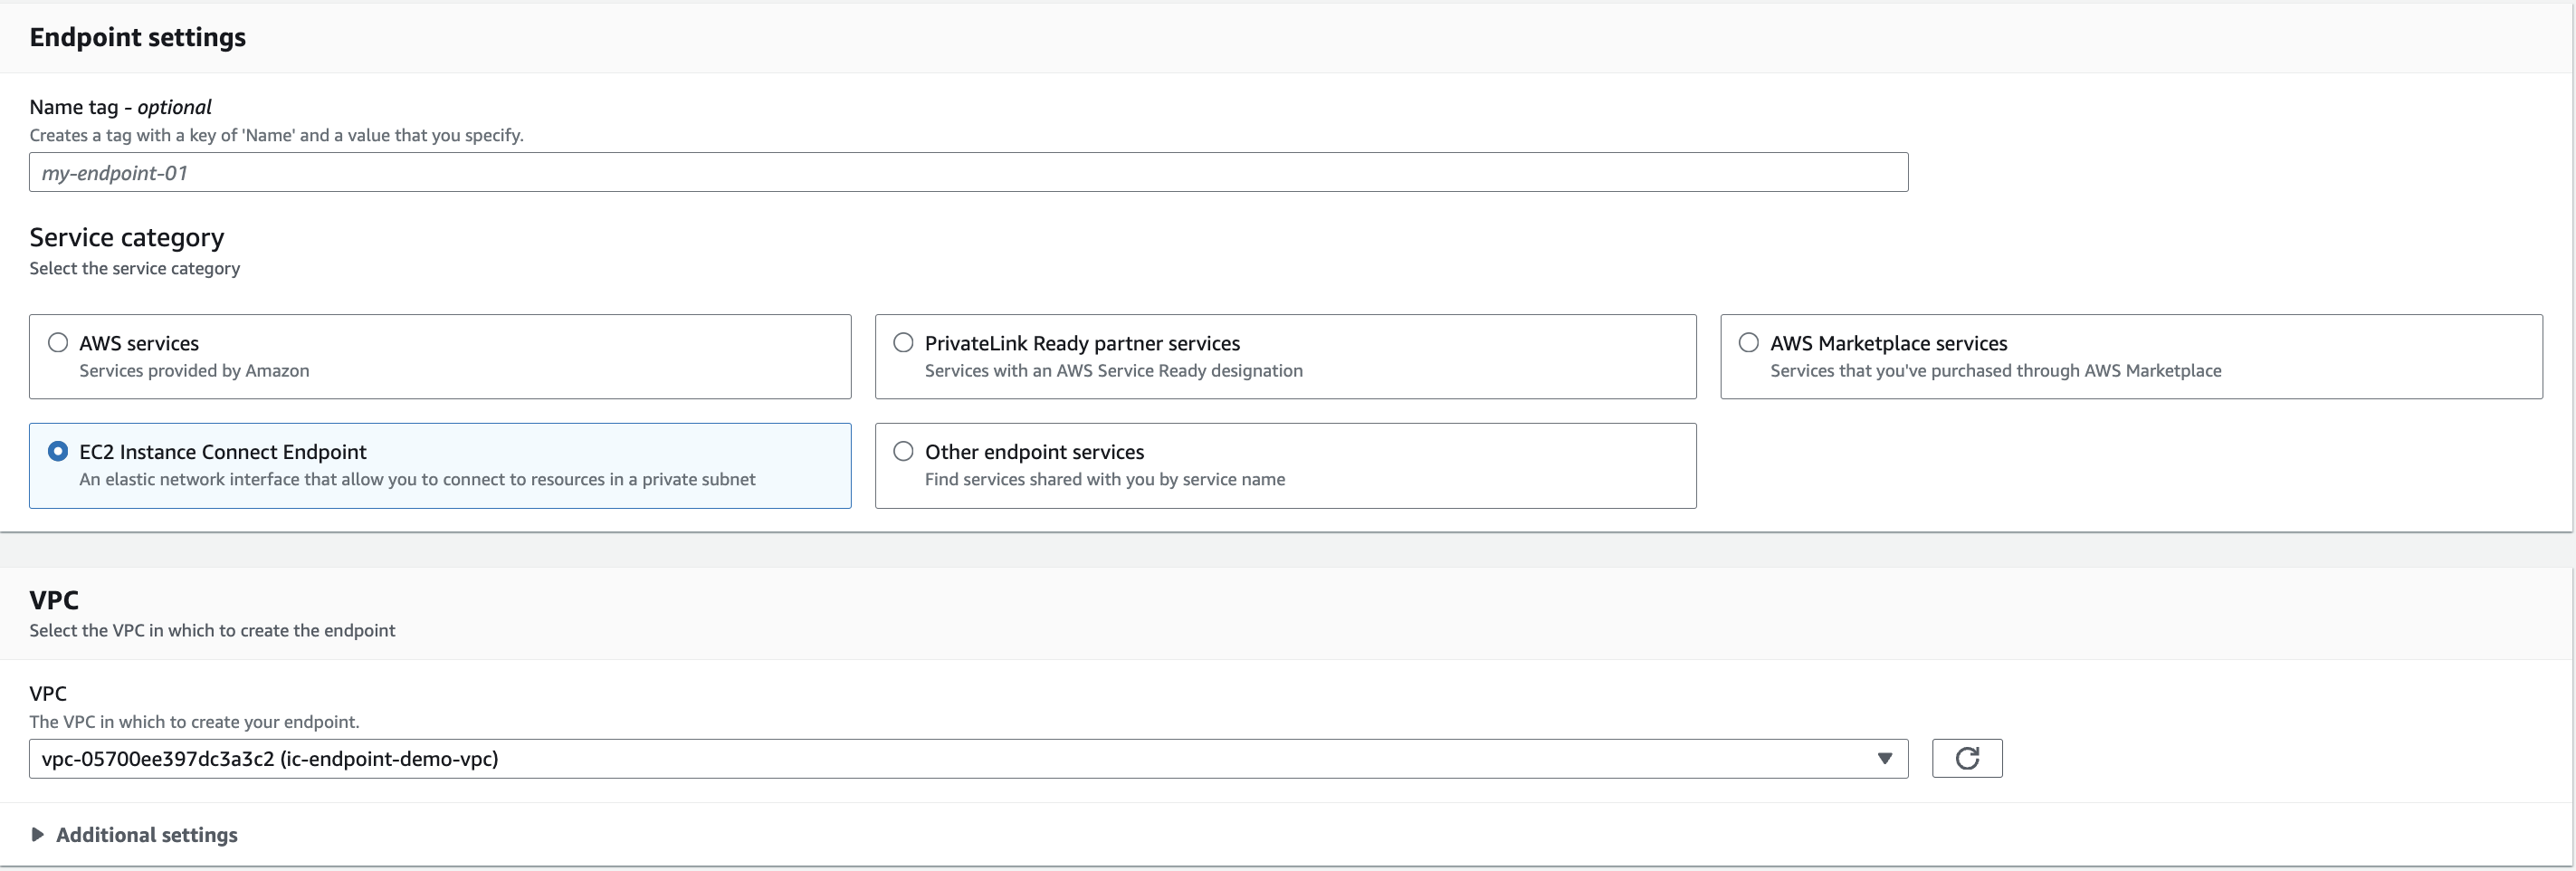 Endpoint settings
Name tag - optional
Creates a tag with a key of 'Name' and a value that you specify.
my-endpoint-01
Service category
Select the service category
AWS services
Services provided by Amazon
PrivateLink Ready partner services
Services with an AWS Service Ready designation
AWS Marketplace services
Services that you've purchased through AWS Marketplace
EC2 Instance Connect Endpoint
An elastic network interface that allow you to connect to resources in a private subnet
Other endpoint services
Find services shared with you by service name
VPC
Select the VPC in which to create the endpoint
VPC
The VPC in which to create your endpoint.
vpc-05700ee397dc3a3c2 (ic-endpoint-demo-vpc)
Additional settings